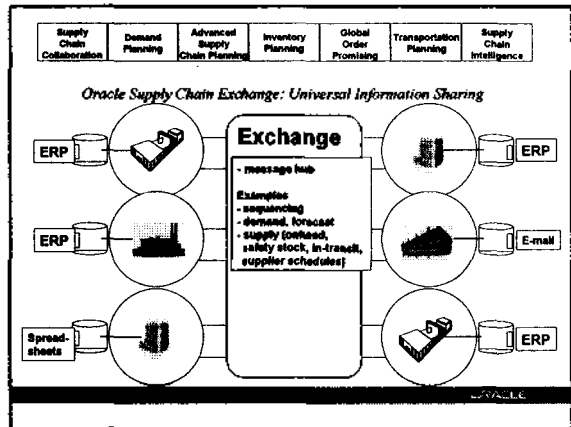 Supply
Chain
Collaboration
Demand
Planning
Advanced
Supply
Chain Planning
Inventory
Planning
Global
Order
Promising
Transportation
Planning
Supply
Chain
Intelligence
Oracle Supply Chain Exchange: Universal Information Sharing
Exchange
- message hub
Examples
- sequencing
- demand, forecast
- supply (onhand,
safety stock, in-transit,
supplier schedules)
ERP
ERP
ERP
E-mail
Spread-
sheets
ERP
ORACLE